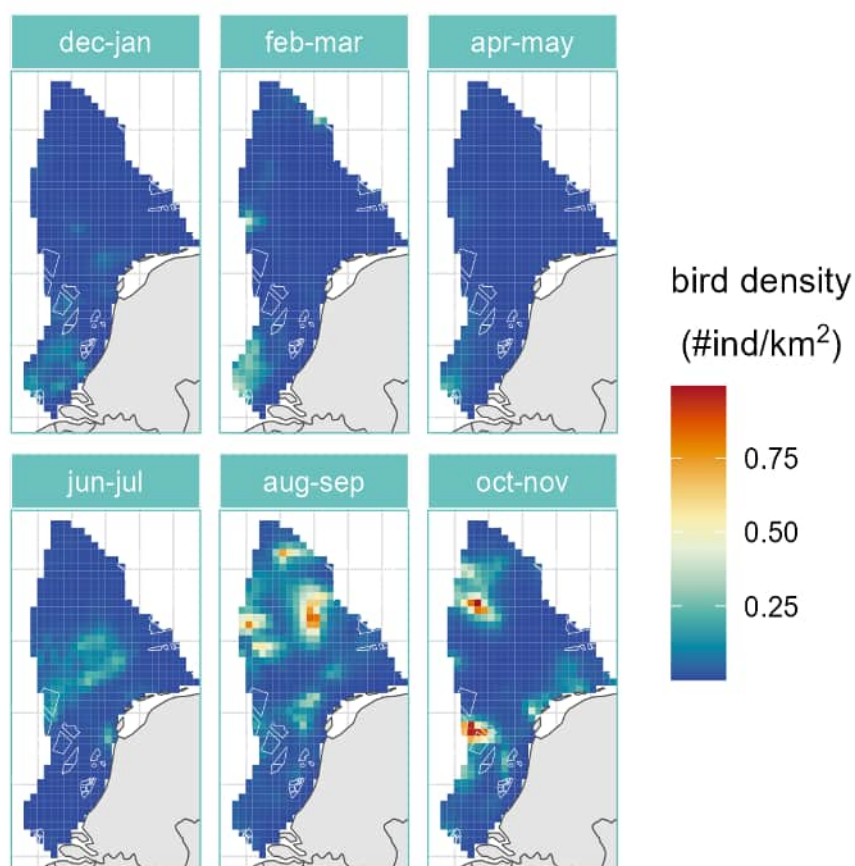 dec-jan
feb-mar
apr-may
bird density
(#ind/km²)
0.75
0.50
0.25
jun-jul
aug-sep
oct-nov